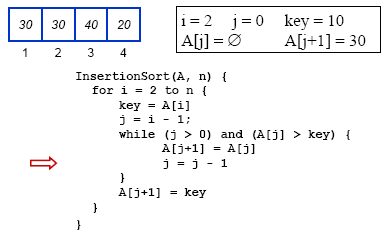 30 30 40 20
1 2 3 4
i = 2 j = 0 key = 10
A[j] = ∅ A[j+1] = 30
InsertionSort(A, n) {
for i = 2 to n {
key = A[i]
j = i - 1;
while (j > 0) and (A[j] > key) {
A[j+1] = A[j]
j = j - 1
}
A[j+1] = key
}
}